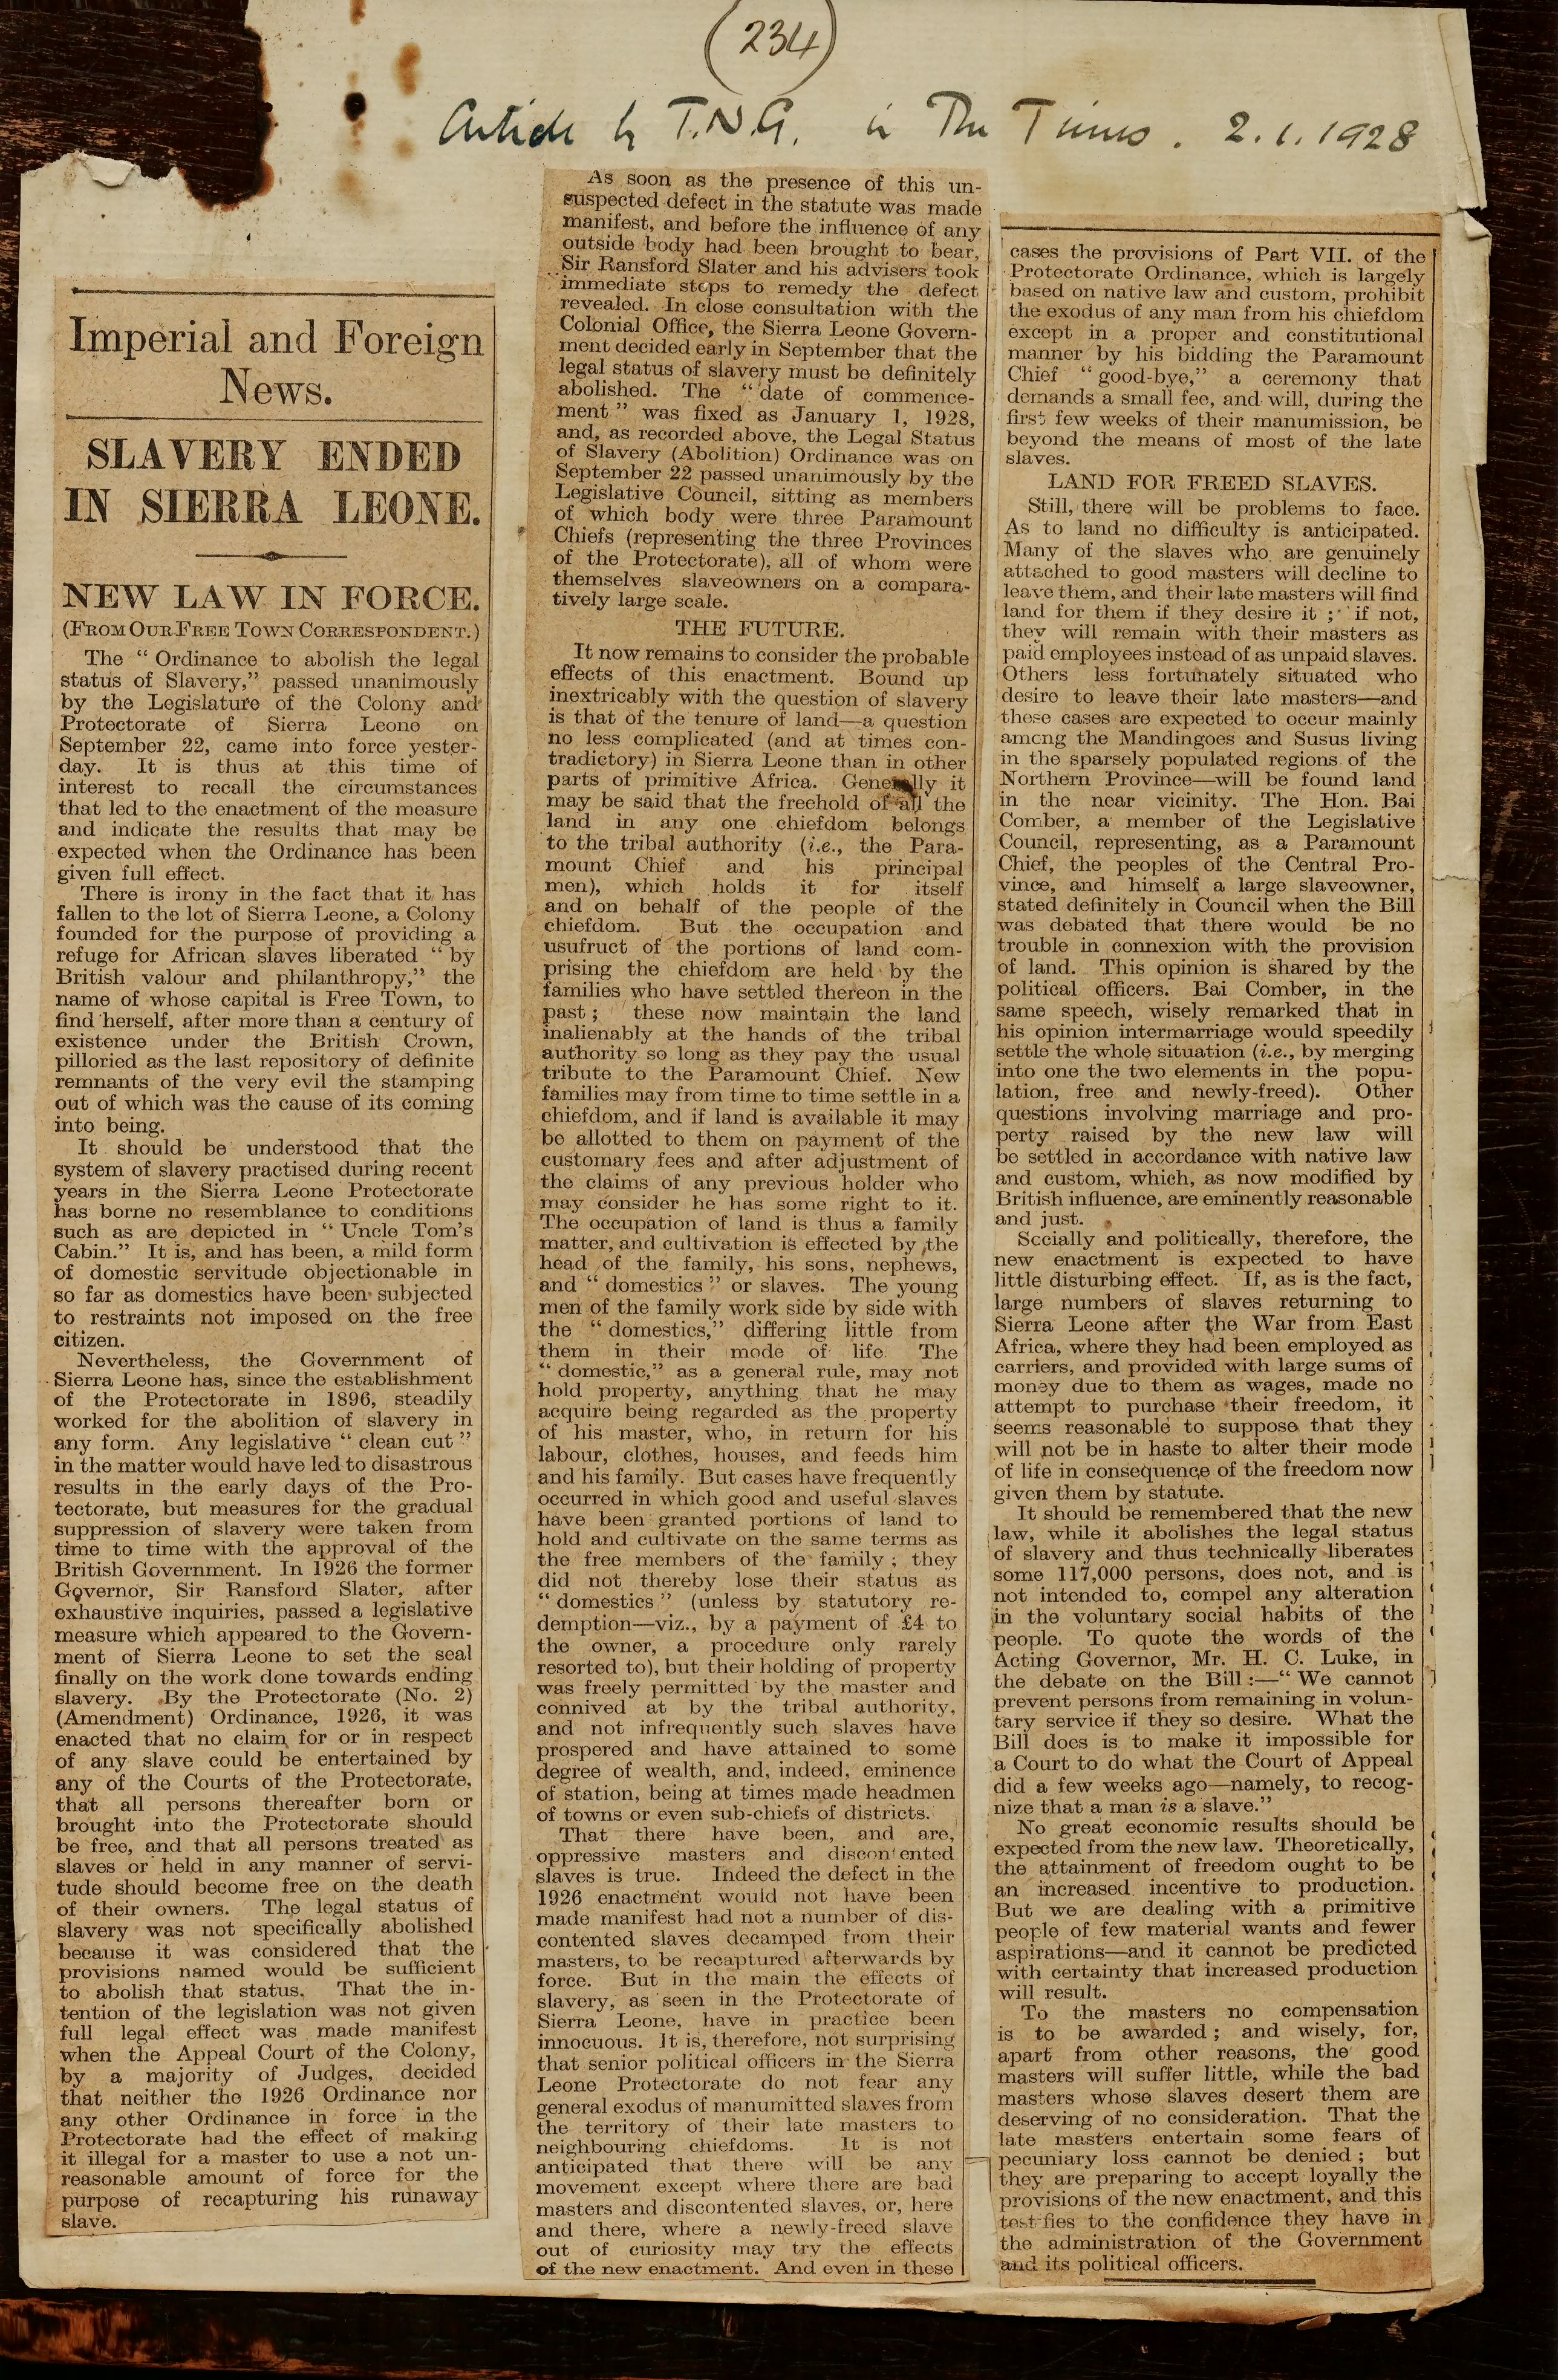 (234)
Article by T.N.G. in The Times. 2.1.1928
Imperial and Foreign
News.
SLAVERY ENDED
IN SIERRA LEONE.
NEW LAW IN FORCE.
(FROM OUR FREE TOWN CORRESPONDENT.)
The “ Ordinance to abolish the legal
status of Slavery,” passed unanimously
by the Legislature of the Colony and
Protectorate of Sierra Leone on
September 22, came into force yester-
day. It is thus at this time of
interest to recall the circumstances
that led to the enactment of the measure
and indicate the results that may be
expected when the Ordinance has been
given full effect.
There is irony in the fact that it has
fallen to the lot of Sierra Leone, a Colony
founded for the purpose of providing a
refuge for African slaves liberated “ by
British valour and philanthropy,” the
name of whose capital is Free Town, to
find herself, after more than a century of
existence under the British Crown,
pilloried as the last repository of definite
remnants of the very evil the stamping
out of which was the cause of its coming
into being.
It should be understood that the
system of slavery practised during recent
years in the Sierra Leone Protectorate
has borne no resemblance to conditions
such as are depicted in “ Uncle Tom's
Cabin.” It is, and has been, a mild form
of domestic servitude objectionable in
so far as domestics have been subjected
to restraints not imposed on the free
citizen.
Nevertheless, the Government of
Sierra Leone has, since the establishment
of the Protectorate in 1896, steadily
worked for the abolition of slavery in
any form. Any legislative “ clean cut ”
in the matter would have led to disastrous
results in the early days of the Pro-
tectorate, but measures for the gradual
suppression of slavery were taken from
time to time with the approval of the
British Government. In 1926 the former
Governor, Sir Ransford Slater, after
exhaustive inquiries, passed a legislative
measure which appeared to the Govern-
ment of Sierra Leone to set the seal
finally on the work done towards ending
slavery. By the Protectorate (No. 2)
(Amendment) Ordinance, 1926, it was
enacted that no claim for or in respect
of any slave could be entertained by
any of the Courts of the Protectorate,
that all persons thereafter born or
brought into the Protectorate should
be free, and that all persons treated as
slaves or held in any manner of servi-
tude should become free on the death
of their owners. The legal status of
slavery was not specifically abolished
because it was considered that the
provisions named would be sufficient
to abolish that status. That the in-
tention of the legislation was not given
full legal effect was made manifest
when the Appeal Court of the Colony,
by a majority of Judges, decided
that neither the 1926 Ordinance nor
any other Ordinance in force in the
Protectorate had the effect of making
it illegal for a master to use a not un-
reasonable amount of force for the
purpose of recapturing his runaway
slave.
As soon as the presence of this un-
suspected defect in the statute was made
manifest, and before the influence of any
outside body had been brought to bear,
Sir Ransford Slater and his advisers took
immediate steps to remedy the defect
revealed. In close consultation with the
Colonial Office, the Sierra Leone Govern-
ment decided early in September that the
legal status of slavery must be definitely
abolished. The “ date of commence-
ment ” was fixed as January 1, 1928,
and, as recorded above, the Legal Status
of Slavery (Abolition) Ordinance was on
September 22 passed unanimously by the
Legislative Council, sitting as members
of which body were three Paramount
Chiefs (representing the three Provinces
of the Protectorate), all of whom were
themselves slaveowners on a compara-
tively large scale.
THE FUTURE.
It now remains to consider the probable
effects of this enactment. Bound up
inextricably with the question of slavery
is that of the tenure of land—a question
no less complicated (and at times con-
tradictory) in Sierra Leone than in other
parts of primitive Africa. Generally it
may be said that the freehold of all the
land in any one chiefdom belongs
to the tribal authority (i.e., the Para-
mount Chief and his principal
men), which holds it for itself
and on behalf of the people of the
chiefdom. But the occupation and
usufruct of the portions of land com-
prising the chiefdom are held by the
families who have settled thereon in the
past ; these now maintain the land
inalienably at the hands of the tribal
authority so long as they pay the usual
tribute to the Paramount Chief. New
families may from time to time settle in a
chiefdom, and if land is available it may
be allotted to them on payment of the
customary fees and after adjustment of
the claims of any previous holder who
may consider he has some right to it.
The occupation of land is thus a family
matter, and cultivation is effected by the
head of the family, his sons, nephews,
and “ domestics ” or slaves. The young
men of the family work side by side with
the “ domestics,” differing little from
them in their mode of life. The
“ domestic,” as a general rule, may not
hold property, anything that he may
acquire being regarded as the property
of his master, who, in return for his
labour, clothes, houses, and feeds him
and his family. But cases have frequently
occurred in which good and useful slaves
have been granted portions of land to
hold and cultivate on the same terms as
the free members of the family ; they
did not thereby lose their status as
“ domestics ” (unless by statutory re-
demption—viz., by a payment of £4 to
the owner, a procedure only rarely
resorted to), but their holding of property
was freely permitted by the master and
connived at by the tribal authority,
and not infrequently such slaves have
prospered and have attained to some
degree of wealth, and, indeed, eminence
of station, being at times made headmen
of towns or even sub-chiefs of districts.
That there have been, and are,
oppressive masters and discontented
slaves is true. Indeed the defect in the
1926 enactment would not have been
made manifest had not a number of dis-
contented slaves decamped from their
masters, to be recaptured afterwards by
force. But in the main the effects of
slavery, as seen in the Protectorate of
Sierra Leone, have in practice been
innocuous. It is, therefore, not surprising
that senior political officers in the Sierra
Leone Protectorate do not fear any
general exodus of manumitted slaves from
the territory of their late masters to
neighbouring chiefdoms. It is not
anticipated that there will be any
movement except where there are bad
masters and discontented slaves, or, here
and there, where a newly-freed slave
out of curiosity may try the effects
of the new enactment. And even in these
cases the provisions of Part VII. of the
Protectorate Ordinance, which is largely
based on native law and custom, prohibit
the exodus of any man from his chiefdom
except in a proper and constitutional
manner by his bidding the Paramount
Chief “ good-bye,” a ceremony that
demands a small fee, and will, during the
first few weeks of their manumission, be
beyond the means of most of the late
slaves.
LAND FOR FREED SLAVES.
Still, there will be problems to face.
As to land no difficulty is anticipated.
Many of the slaves who are genuinely
attached to good masters will decline to
leave them, and their late masters will find
land for them if they desire it ; if not,
they will remain with their masters as
paid employees instead of as unpaid slaves.
Others less fortunately situated who
desire to leave their late masters—and
these cases are expected to occur mainly
among the Mandingoes and Susus living
in the sparsely populated regions of the
Northern Province—will be found land
in the near vicinity. The Hon. Bai
Comber, a member of the Legislative
Council, representing, as a Paramount
Chief, the peoples of the Central Pro-
vince, and himself a large slaveowner,
stated definitely in Council when the Bill
was debated that there would be no
trouble in connexion with the provision
of land. This opinion is shared by the
political officers. Bai Comber, in the
same speech, wisely remarked that in
his opinion intermarriage would speedily
settle the whole situation (i.e., by merging
into one the two elements in the popu-
lation, free and newly-freed). Other
questions involving marriage and pro-
perty raised by the new law will
be settled in accordance with native law
and custom, which, as now modified by
British influence, are eminently reasonable
and just.
Socially and politically, therefore, the
new enactment is expected to have
little disturbing effect. If, as is the fact,
large numbers of slaves returning to
Sierra Leone after the War from East
Africa, where they had been employed as
carriers, and provided with large sums of
money due to them as wages, made no
attempt to purchase their freedom, it
seems reasonable to suppose that they
will not be in haste to alter their mode
of life in consequence of the freedom now
given them by statute.
It should be remembered that the new
law, while it abolishes the legal status
of slavery and thus technically liberates
some 117,000 persons, does not, and is
not intended to, compel any alteration
in the voluntary social habits of the
people. To quote the words of the
Acting Governor, Mr. H. C. Luke, in
the debate on the Bill :—“ We cannot
prevent persons from remaining in volun-
tary service if they so desire. What the
Bill does is to make it impossible for
a Court to do what the Court of Appeal
did a few weeks ago—namely, to recog-
nize that a man is a slave.”
No great economic results should be
expected from the new law. Theoretically,
the attainment of freedom ought to be
an increased incentive to production.
But we are dealing with a primitive
people of few material wants and fewer
aspirations—and it cannot be predicted
with certainty that increased production
will result.
To the masters no compensation
is to be awarded ; and wisely, for,
apart from other reasons, the good
masters will suffer little, while the bad
masters whose slaves desert them are
deserving of no consideration. That the
late masters entertain some fears of
pecuniary loss cannot be denied ; but
they are preparing to accept loyally the
provisions of the new enactment, and this
testifies to the confidence they have in
the administration of the Government
and its political officers.